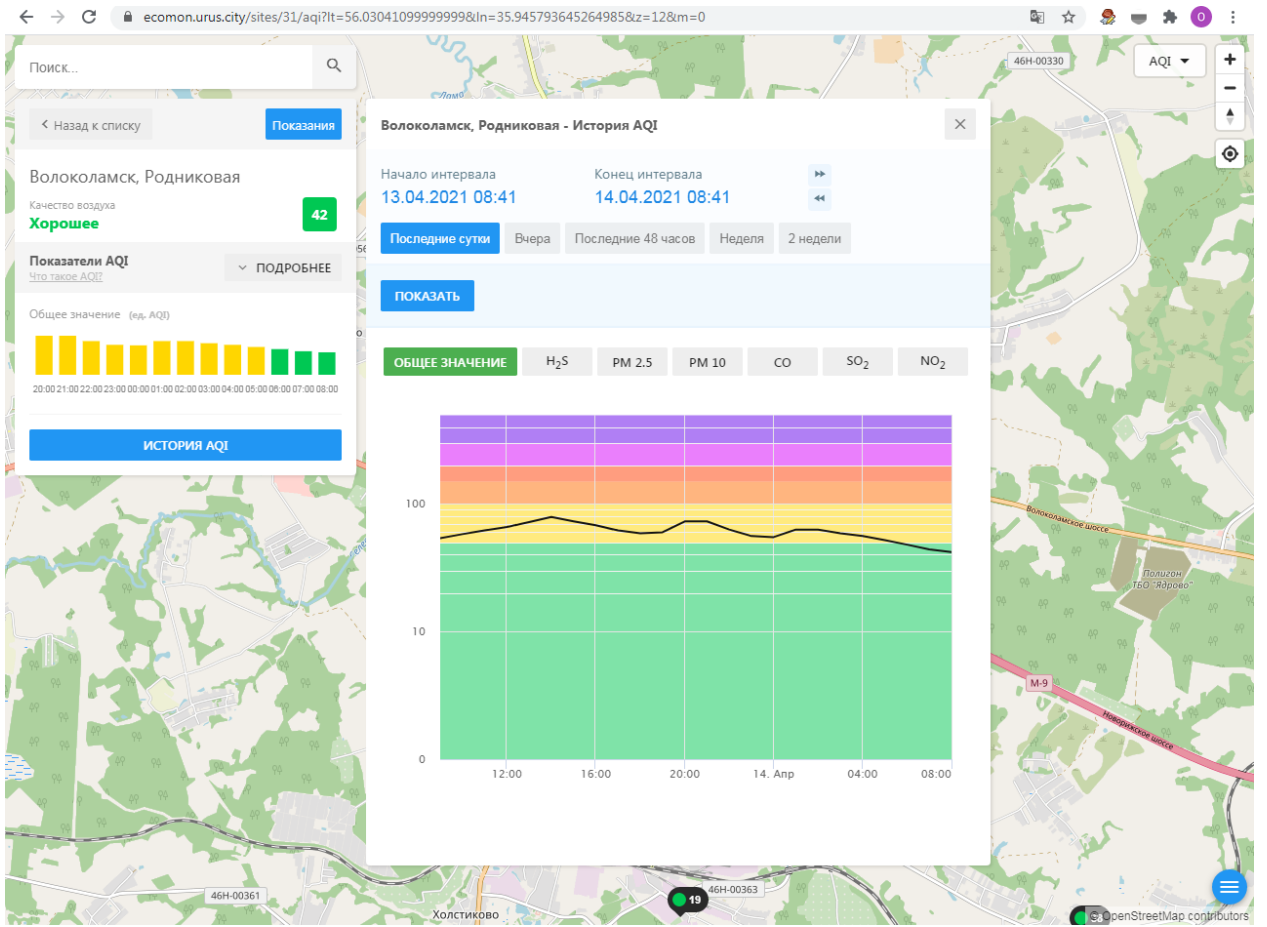 ecomon.urus.city/sites/31/aqi?lt=56.03041099999999&ln=35.945793645264985&z=12&m=0
О
Поиск...
46Н-00330
AQI
Лама
Назад к списку
Показания
Волоколамск, Родниковая - История AQI
Волоколамск, Родниковая
Качество воздуха
Хорошее
42
Начало интервала
Конец интервала
13.04.2021 08:41
14.04.2021 08:41
Последние сутки
Вчера
Последние 48 часов
Неделя
2 недели
Показатели AQI
Что такое AQI?
ПОДРОБНЕЕ
ПОКАЗАТЬ
Общее значение (ед. AQI)
20:00 21:00 22:00 23:00 00:00 01:00 02:00 03:00 04:00 05:00 06:00 07:00 08:00
ИСТОРИЯ AQI
ОБЩЕЕ ЗНАЧЕНИЕ
H₂S
PM 2.5
PM 10
CO
SO₂
NO₂
100
10
0
12:00
16:00
20:00
14. Апр
04:00
08:00
Волоколамское шоссе
Полигон
ТБО "Ядрово"
М-9
Новорижское шоссе
46Н-00361
46Н-00363
19
Холстиково
OpenStreetMap contributors